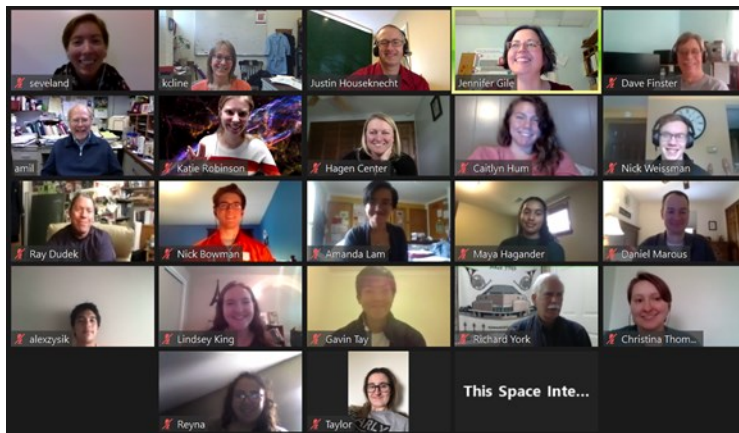 seveland
kcline
Justin Houseknecht
Jennifer Gile
Dave Finster
amil
Katie Robinson
Hagen Center
Caitlyn Hum
Nick Weissman
Ray Dudek
Nick Bowman
Amanda Lam
Maya Hagander
Daniel Marous
alexzysik
Lindsey King
Gavin Tay
Richard York
Christina Thom...
Reyna
Taylor
This Space Inte...